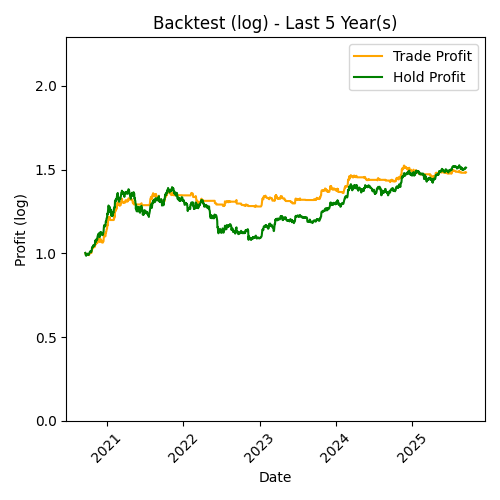 Backtest (log) - Last 5 Year(s)
Trade Profit
Hold Profit
2.0
1.5
1.0
0.5
0.0
Profit (log)
2021
2022
2023
2024
2025
Date